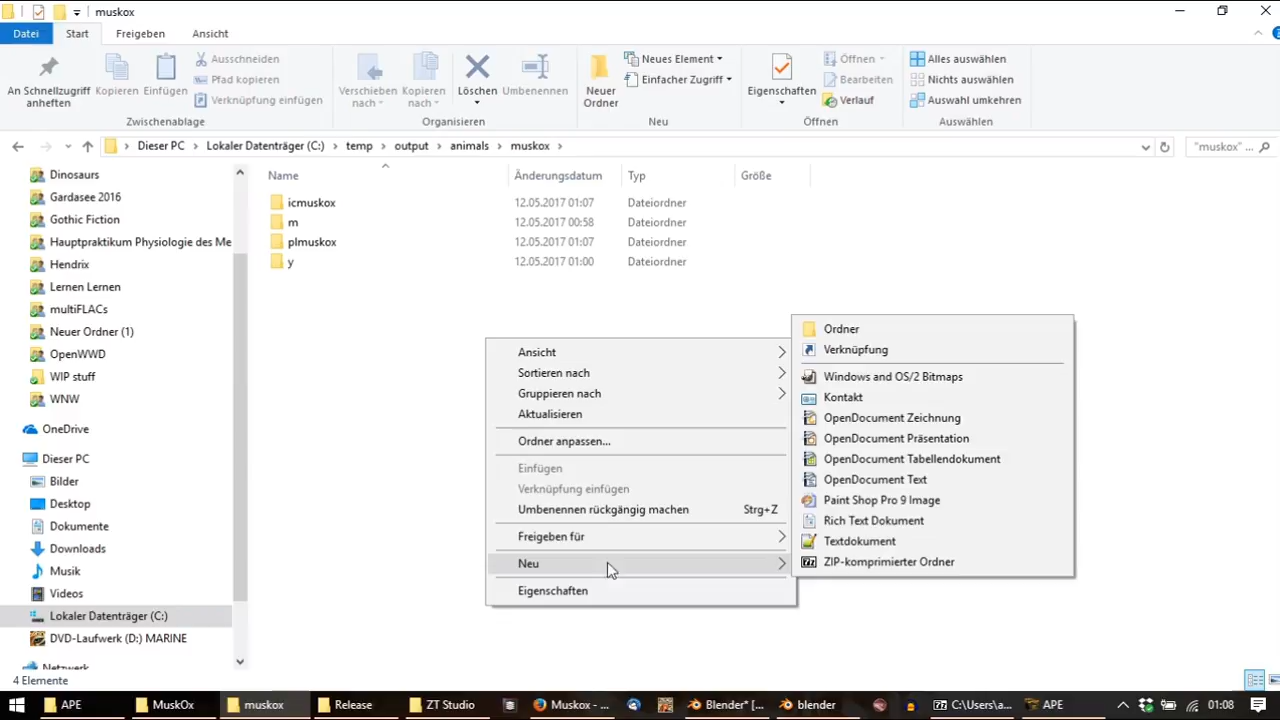 muskox
Datei Start Freigeben Ansicht
An Schnellzugriff anheften
Kopieren
Einfügen
Ausschneiden
Pfad kopieren
Verknüpfung einfügen
Zwischenablage
Verschieben nach
Kopieren nach
Löschen
Umbenennen
Organisieren
Neuer Ordner
Neues Element
Einfacher Zugriff
Neu
Eigenschaften
Öffnen
Bearbeiten
Verlauf
Öffnen
Alles auswählen
Nichts auswählen
Auswahl umkehren
Auswählen
Dieser PC › Lokaler Datenträger (C:) › temp › output › animals › muskox ›
"muskox" ...
Dinosaurs
Gardasee 2016
Gothic Fiction
Hauptpraktikum Physiologie des Me
Hendrix
Lernen Lernen
multiFLACs
Neuer Ordner (1)
OpenWWD
WIP stuff
WNW
OneDrive
Dieser PC
Bilder
Desktop
Dokumente
Downloads
Musik
Videos
Lokaler Datenträger (C:)
DVD-Laufwerk (D:) MARINE
Netzwerk
Name Änderungsdatum Typ Größe
icmuskox 12.05.2017 01:07 Dateiordner
m 12.05.2017 00:58 Dateiordner
plmuskox 12.05.2017 01:07 Dateiordner
y 12.05.2017 01:00 Dateiordner
Ansicht
Sortieren nach
Gruppieren nach
Aktualisieren
Ordner anpassen...
Einfügen
Verknüpfung einfügen
Umbenennen rückgängig machen Strg+Z
Freigeben für
Neu
Eigenschaften
Ordner
Verknüpfung
Windows and OS/2 Bitmaps
Kontakt
OpenDocument Zeichnung
OpenDocument Präsentation
OpenDocument Tabellendokument
OpenDocument Text
Paint Shop Pro 9 Image
Rich Text Dokument
Textdokument
ZIP-komprimierter Ordner
4 Elemente
APE MuskOx muskox Release ZT Studio Muskox - ... Blender* [... blender C:\Users\a... APE